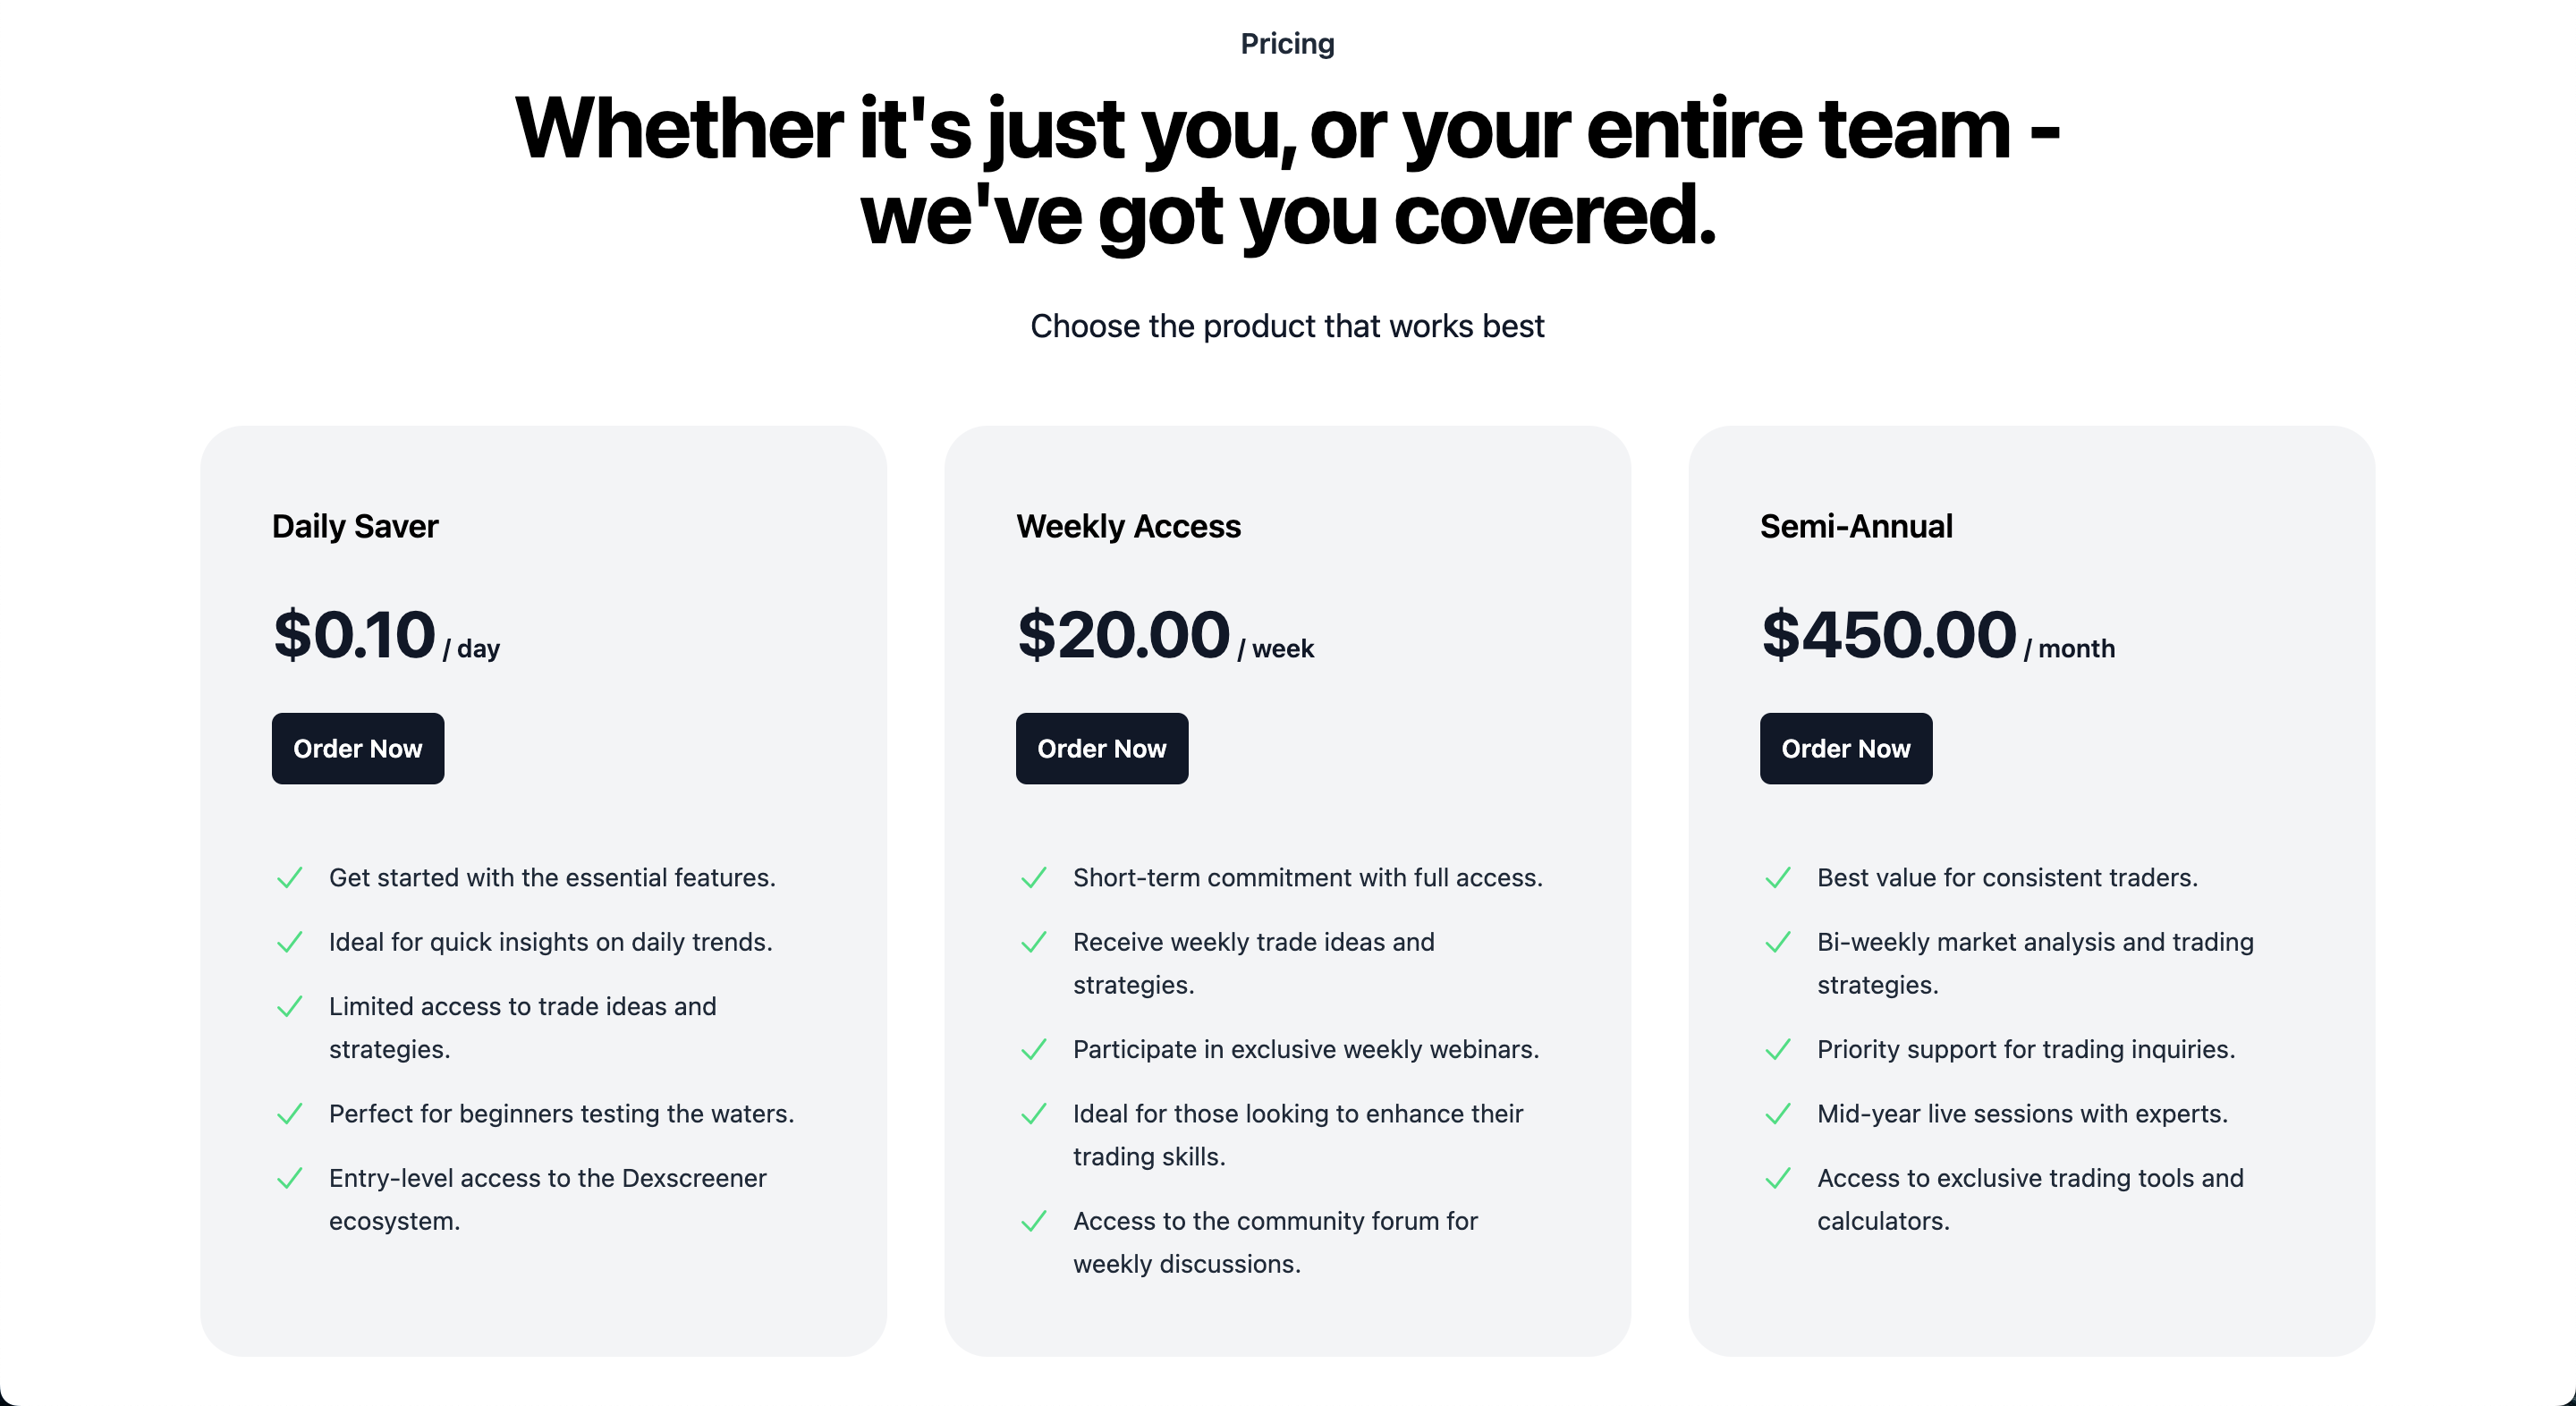 Pricing
Whether it's just you, or your entire team -
we've got you covered.
Choose the product that works best
Daily Saver
$0.10 / day
Order Now
Get started with the essential features.
Ideal for quick insights on daily trends.
Limited access to trade ideas and
strategies.
Perfect for beginners testing the waters.
Entry-level access to the Dexscreener
ecosystem.
Weekly Access
$20.00 / week
Order Now
Short-term commitment with full access.
Receive weekly trade ideas and
strategies.
Participate in exclusive weekly webinars.
Ideal for those looking to enhance their
trading skills.
Access to the community forum for
weekly discussions.
Semi-Annual
$450.00 / month
Order Now
Best value for consistent traders.
Bi-weekly market analysis and trading
strategies.
Priority support for trading inquiries.
Mid-year live sessions with experts.
Access to exclusive trading tools and
calculators.